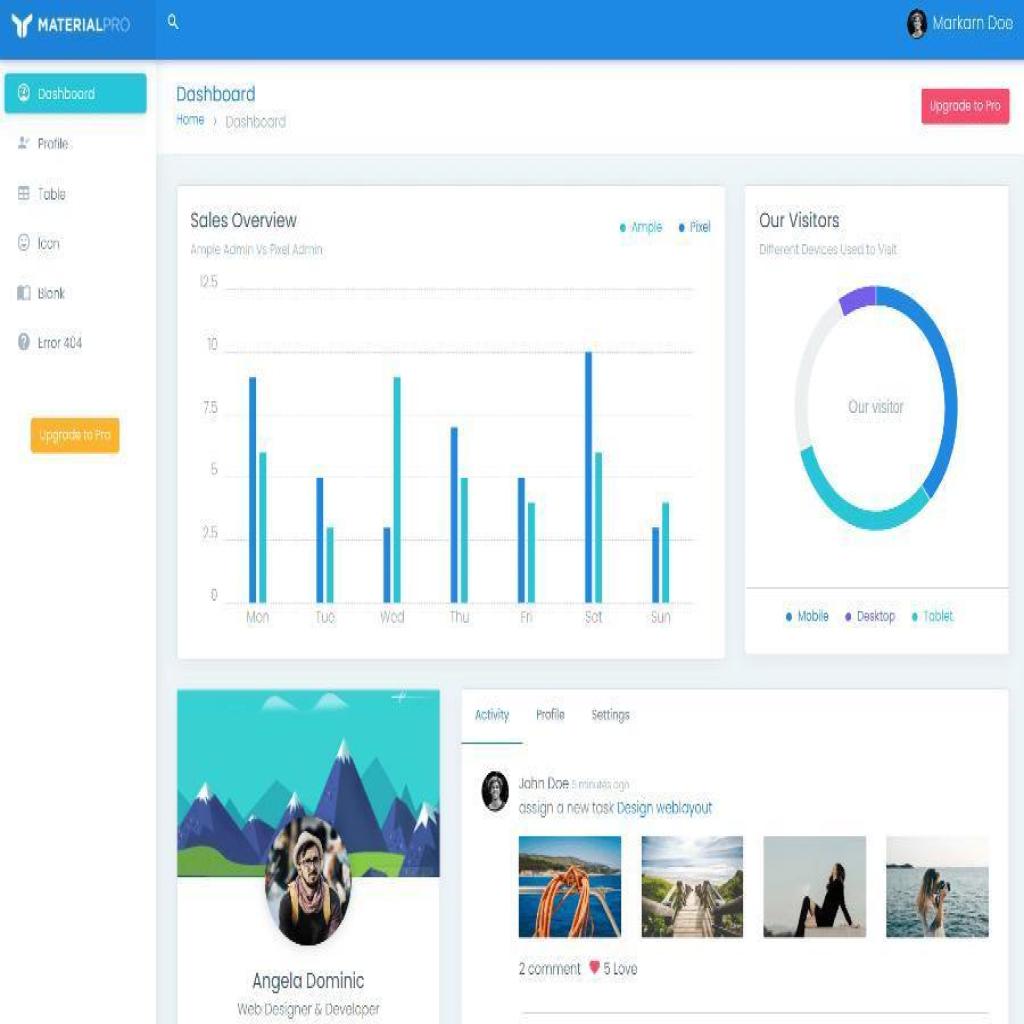 MATERIALPRO
Markarn Doe
Dashboard
Profile
Table
Icon
Blank
Error 404
Upgrade to Pro
Dashboard
Home › Dashboard
Upgrade to Pro
Sales Overview
Ample Admin Vs Pixel Admin
Ample Pixel
12.5
10
7.5
5
2.5
0
Mon Tue Wed Thu Fri Sat Sun
Our Visitors
Different Devices Used to Visit
Our visitor
Mobile Desktop Tablet
Angela Dominic
Web Designer & Developer
Activity Profile Settings
John Doe 5 minutes ago
assign a new task Design weblayout
2 comment 5 Love